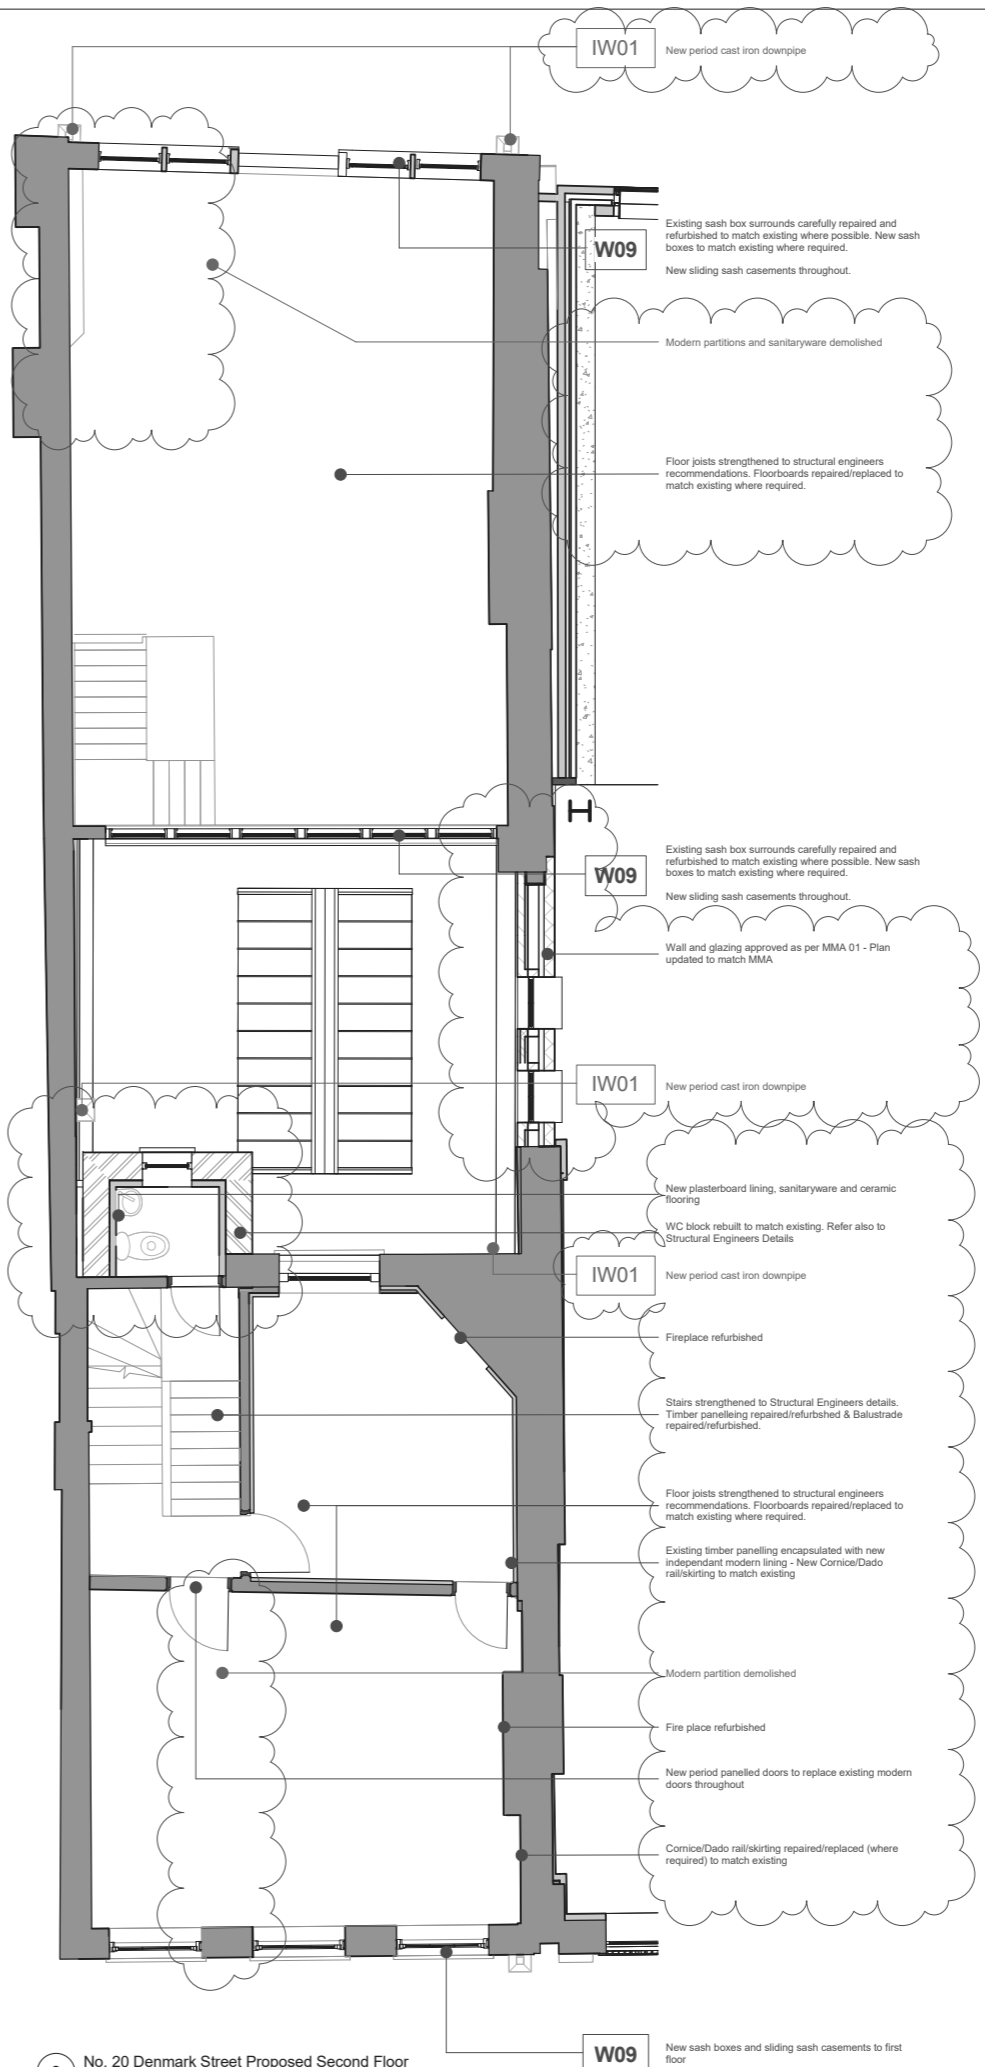 IW01
New period cast iron downpipe
Existing sash box surrounds carefully repaired and
refurbished to match existing where possible. New sash
boxes to match existing where required.
W09
New sliding sash casements throughout.
Modern partitions and sanitaryware demolished
Floor joists strengthened to structural engineers
recommendations. Floorboards repaired/replaced to
match existing where required.
Existing sash box surrounds carefully repaired and
refurbished to match existing where possible. New sash
boxes to match existing where required.
W09
New sliding sash casements throughout.
Wall and glazing approved as per MMA 01 - Plan
updated to match MMA
IW01
New period cast iron downpipe
New plasterboard lining, sanitaryware and ceramic
flooring
WC block rebuilt to match existing. Refer also to
Structural Engineers Details
IW01
New period cast iron downpipe
Fireplace refurbished
Stairs strengthened to Structural Engineers details.
Timber panelleing repaired/refurbshed & Balustrade
repaired/refurbished.
Floor joists strengthened to structural engineers
recommendations. Floorboards repaired/replaced to
match existing where required.
Existing timber panelling encapsulated with new
independant modern lining - New Cornice/Dado
rail/skirting to match existing
Modern partition demolished
Fire place refurbished
New period panelled doors to replace existing modern
doors throughout
Cornice/Dado rail/skirting repaired/replaced (where
required) to match existing
W09
New sash boxes and sliding sash casements to first
floor
No. 20 Denmark Street Proposed Second Floor